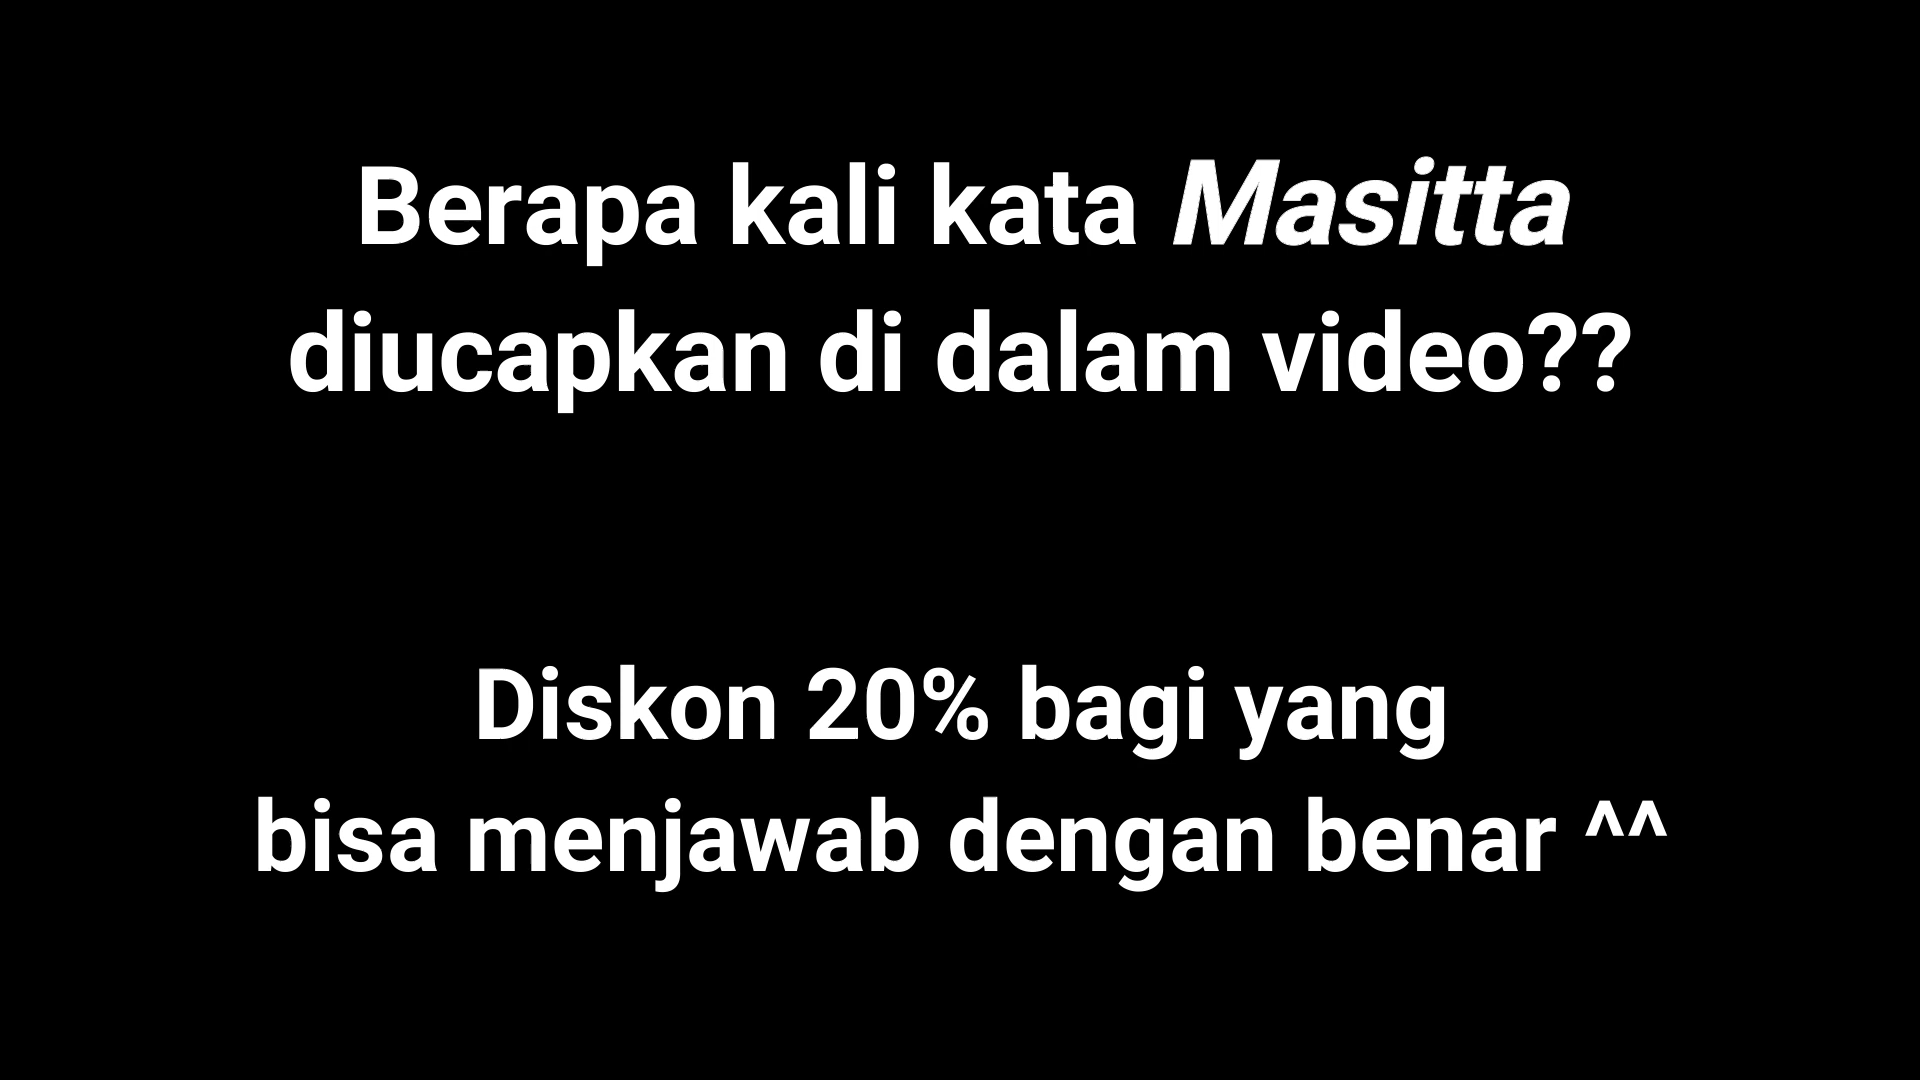 Berapa kali kata Masitta
diucapkan di dalam video??
Diskon 20% bagi yang
bisa menjawab dengan benar ^^